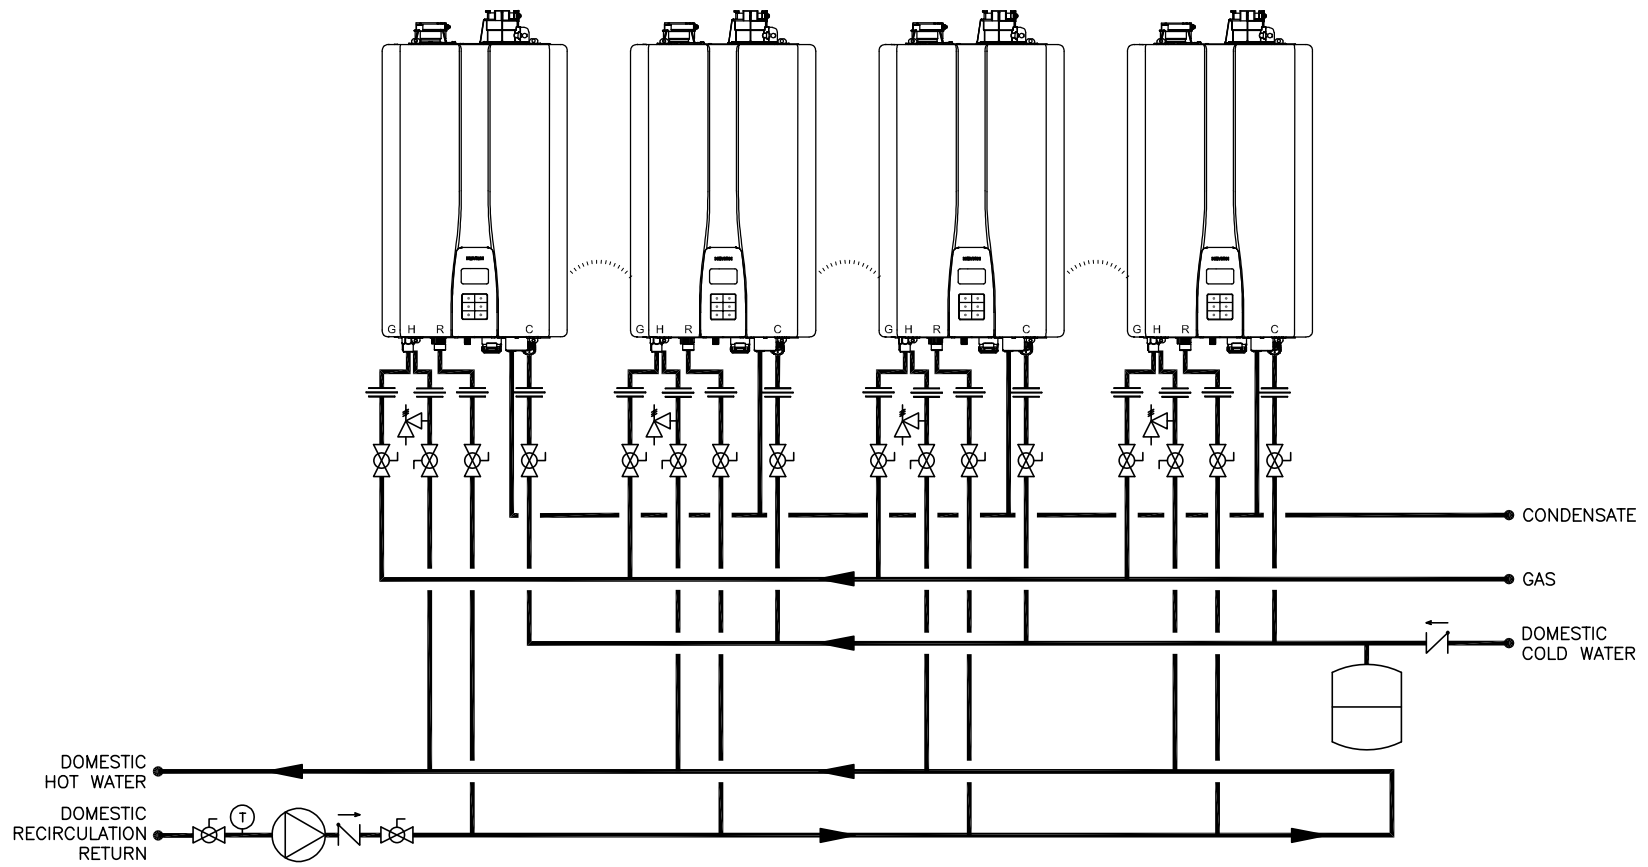 G H R C
G H R C
G H R C
G H R C
CONDENSATE
GAS
DOMESTIC
COLD WATER
DOMESTIC
HOT WATER
DOMESTIC
RECIRCULATION
RETURN
T